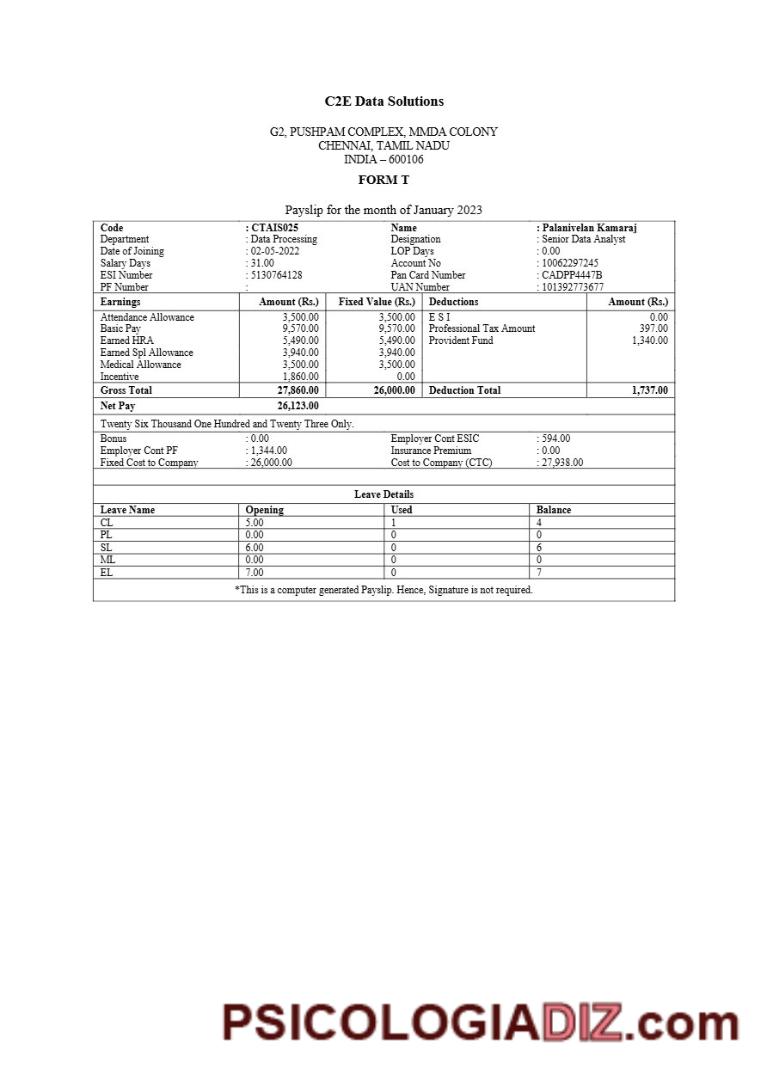 C2E Data Solutions
G2, PUSHPAM COMPLEX, MMDA COLONY
CHENNAI, TAMIL NADU
INDIA – 600106
FORM T
Payslip for the month of January 2023
Code : CTAIS025 Name : Palanivelan Kamaraj
Department : Data Processing Designation : Senior Data Analyst
Date of Joining : 02-05-2022 LOP Days : 0.00
Salary Days : 31.00 Account No : 10062297245
ESI Number : 5130764128 Pan Card Number : CADPP4447B
PF Number : UAN Number : 101392773677
Earnings Amount (Rs.) Fixed Value (Rs.) Deductions Amount (Rs.)
Attendance Allowance 3,500.00 3,500.00 E S I 0.00
Basic Pay 9,570.00 9,570.00 Professional Tax Amount 397.00
Earned HRA 5,490.00 5,490.00 Provident Fund 1,340.00
Earned Spl Allowance 3,940.00 3,940.00
Medical Allowance 3,500.00 3,500.00
Incentive 1,860.00 0.00
Gross Total 27,860.00 26,000.00 Deduction Total 1,737.00
Net Pay 26,123.00
Twenty Six Thousand One Hundred and Twenty Three Only.
Bonus : 0.00 Employer Cont ESIC : 594.00
Employer Cont PF : 1,344.00 Insurance Premium : 0.00
Fixed Cost to Company : 26,000.00 Cost to Company (CTC) : 27,938.00
Leave Details
Leave Name Opening Used Balance
CL 5.00 1 4
PL 0.00 0 0
SL 6.00 0 6
ML 0.00 0 0
EL 7.00 0 7
*This is a computer generated Payslip. Hence, Signature is not required.
PSICOLOGIADIZ.com